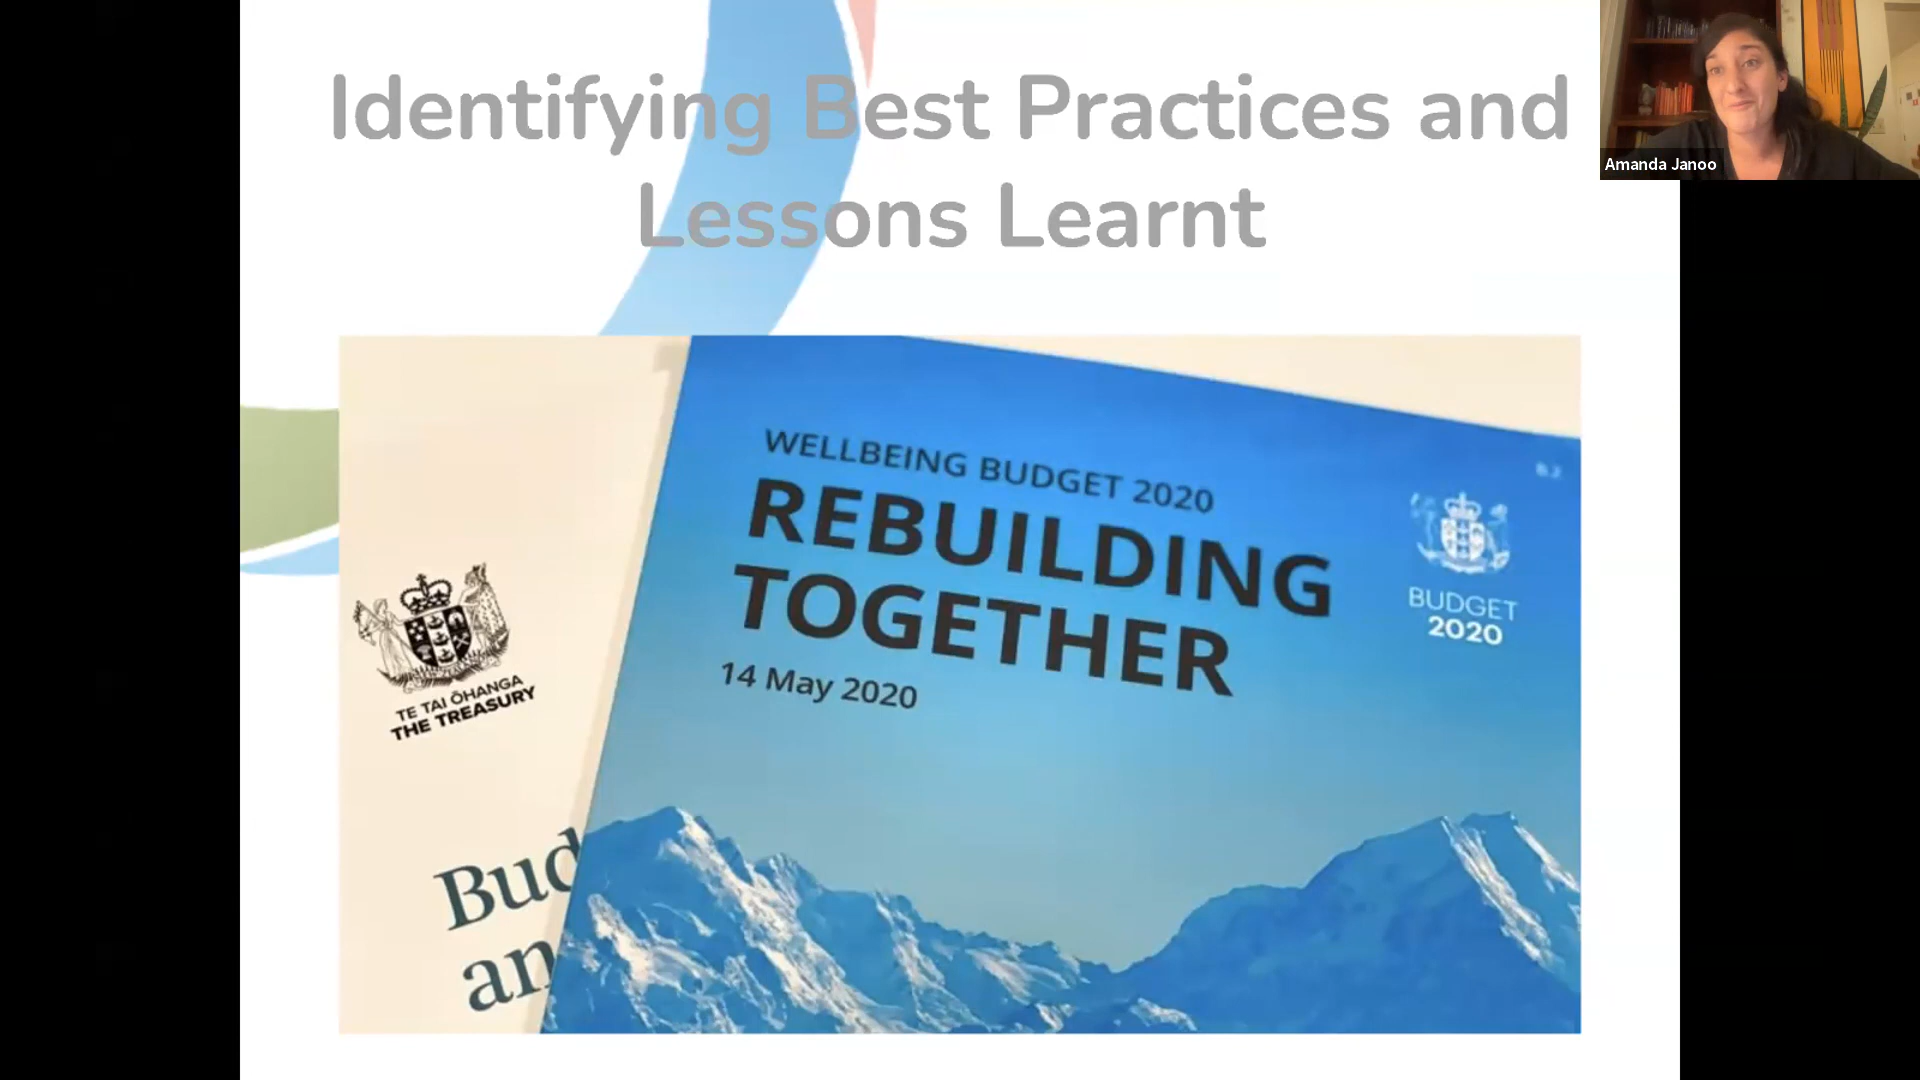 Identifying Best Practices and
Lessons Learnt
Amanda Janoo
WELLBEING BUDGET 2020
REBUILDING
TOGETHER
14 May 2020
BUDGET
2020
TE TAI ŌHANGA
THE TREASURY
Bud
an